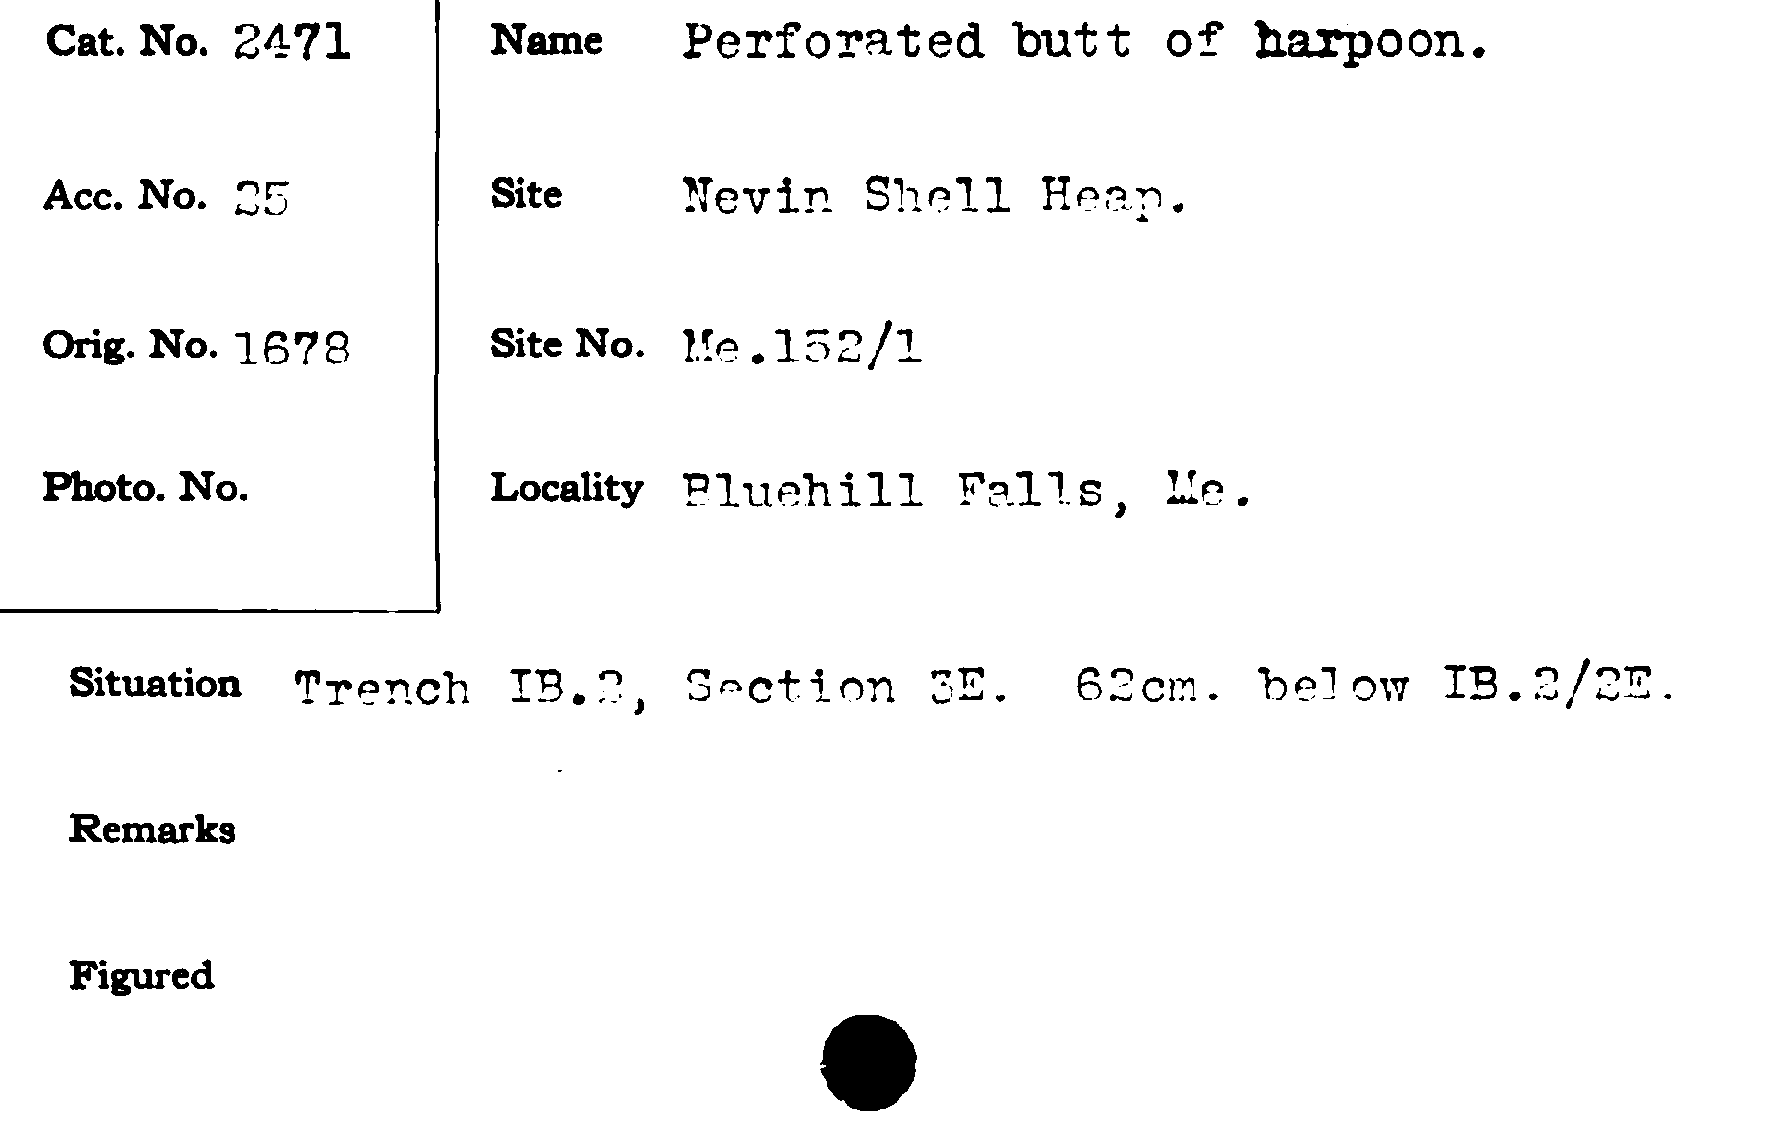 Cat. No. 2471
Name Perforated butt of harpoon.
Acc. No. 25
Site Nevin Shell Heap.
Orig. No. 1678
Site No. Me.152/1
Photo. No.
Locality Bluehill Falls, Me.
Situation Trench IB.2, Section 3E. 62cm. below IB.2/2E.
Remarks
Figured